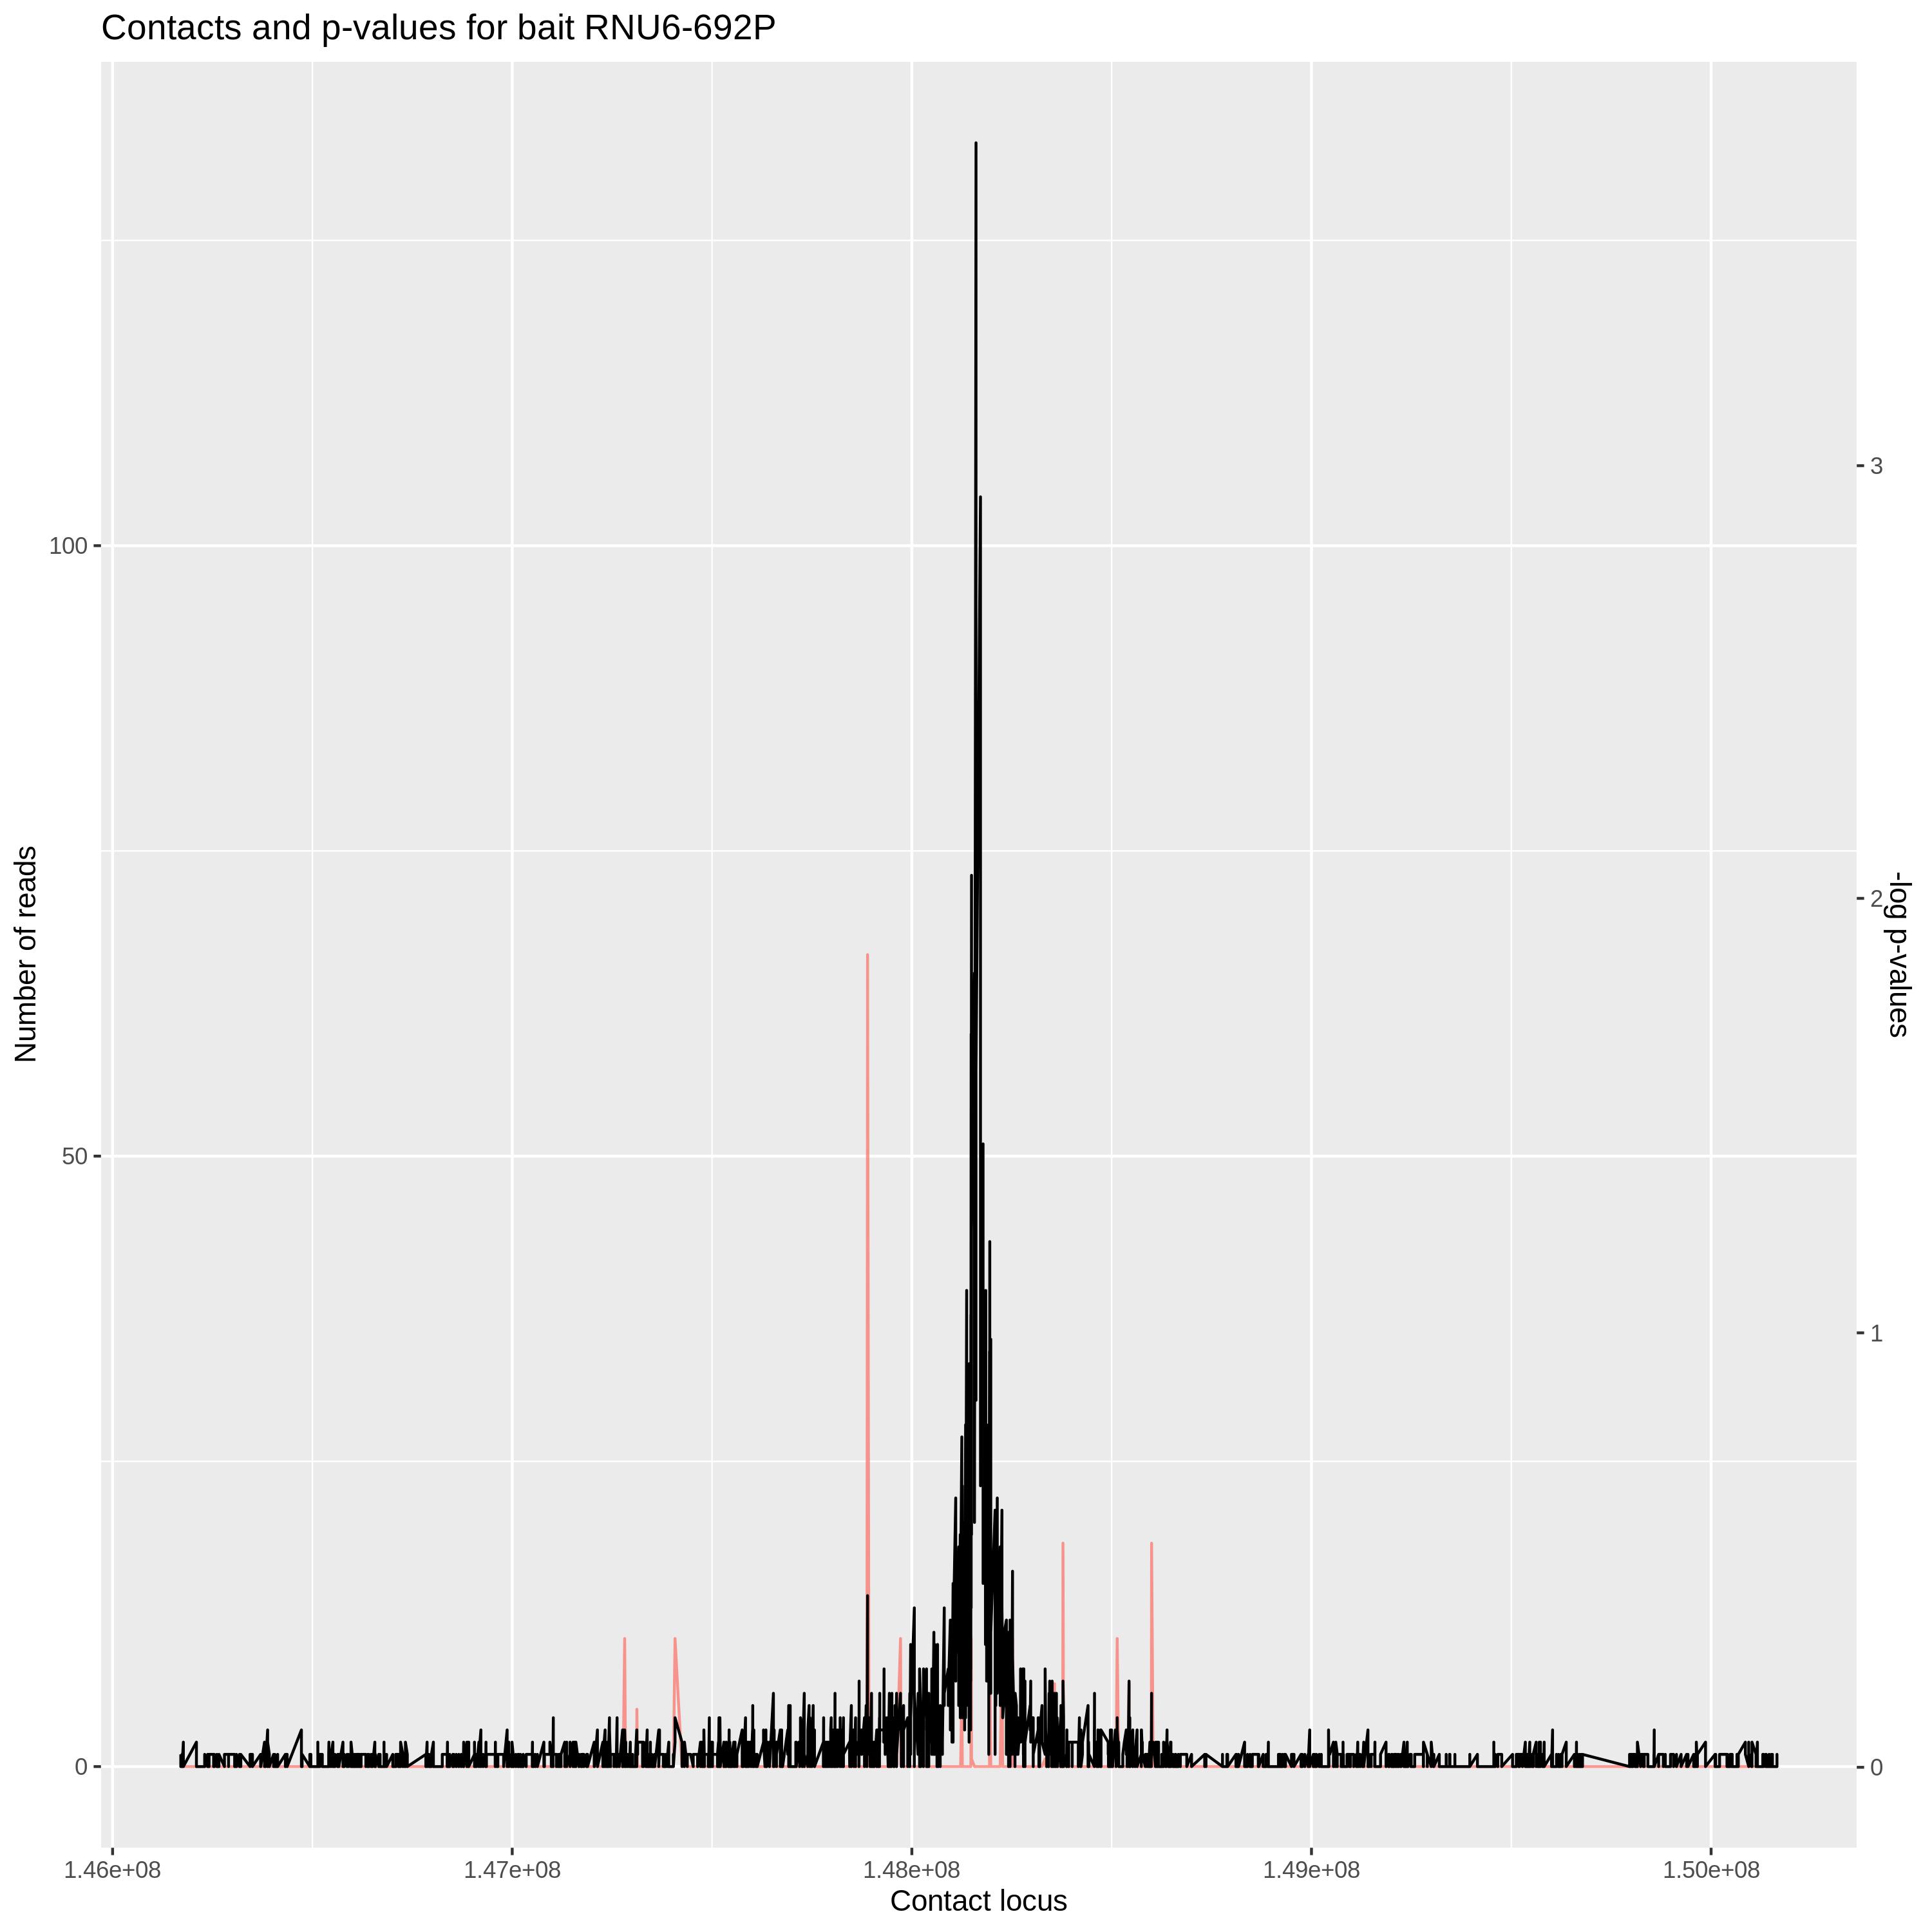 Contacts and p-values for bait RNU6-692P
3
100
2
Number of reads
-log p-values
50
1
0
0
1.46e+08
1.47e+08
1.48e+08
1.49e+08
1.50e+08
Contact locus